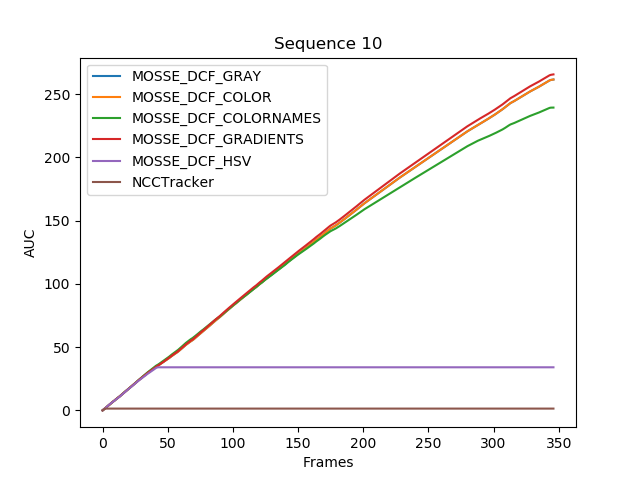 Sequence 10
MOSSE_DCF_GRAY
MOSSE_DCF_COLOR
MOSSE_DCF_COLORNAMES
MOSSE_DCF_GRADIENTS
MOSSE_DCF_HSV
NCCTracker
AUC
250
200
150
100
50
0
0 50 100 150 200 250 300 350
Frames